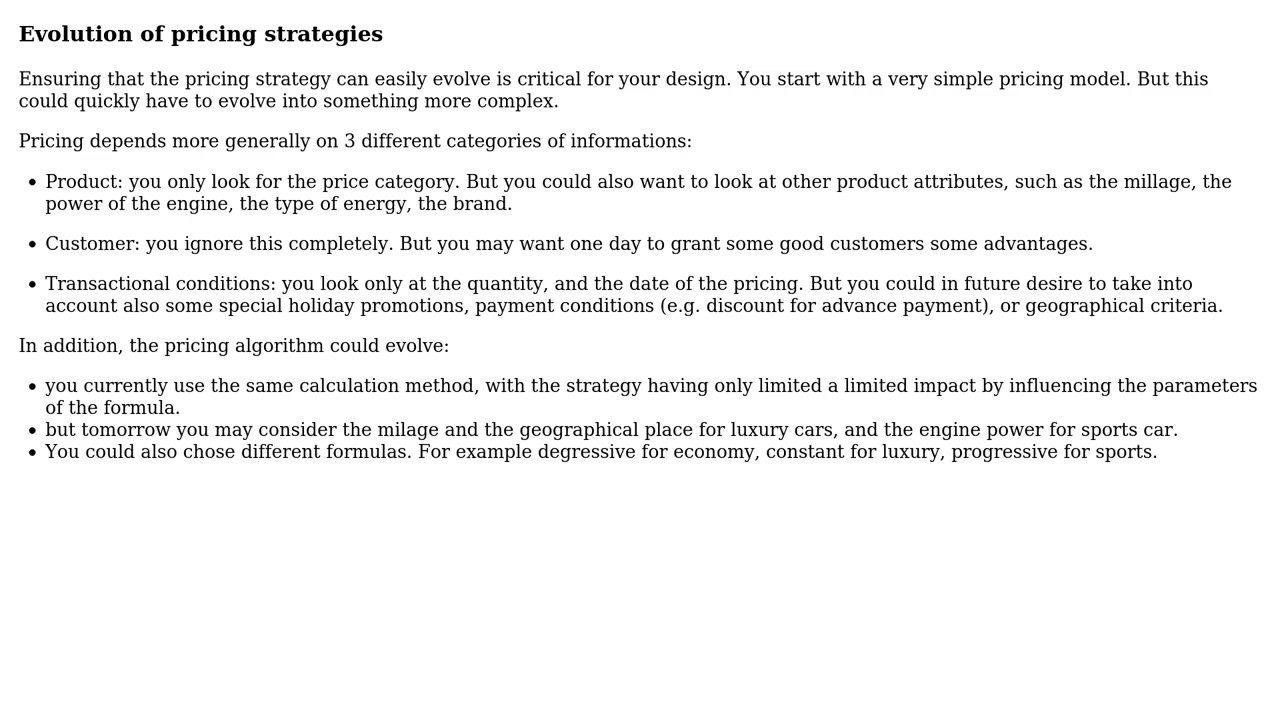 Evolution of pricing strategies
Ensuring that the pricing strategy can easily evolve is critical for your design. You start with a very simple pricing model. But this
could quickly have to evolve into something more complex.
Pricing depends more generally on 3 different categories of informations:
• Product: you only look for the price category. But you could also want to look at other product attributes, such as the millage, the
power of the engine, the type of energy, the brand.
• Customer: you ignore this completely. But you may want one day to grant some good customers some advantages.
• Transactional conditions: you look only at the quantity, and the date of the pricing. But you could in future desire to take into
account also some special holiday promotions, payment conditions (e.g. discount for advance payment), or geographical criteria.
In addition, the pricing algorithm could evolve:
• you currently use the same calculation method, with the strategy having only limited a limited impact by influencing the parameters
of the formula.
• but tomorrow you may consider the milage and the geographical place for luxury cars, and the engine power for sports car.
• You could also chose different formulas. For example degressive for economy, constant for luxury, progressive for sports.